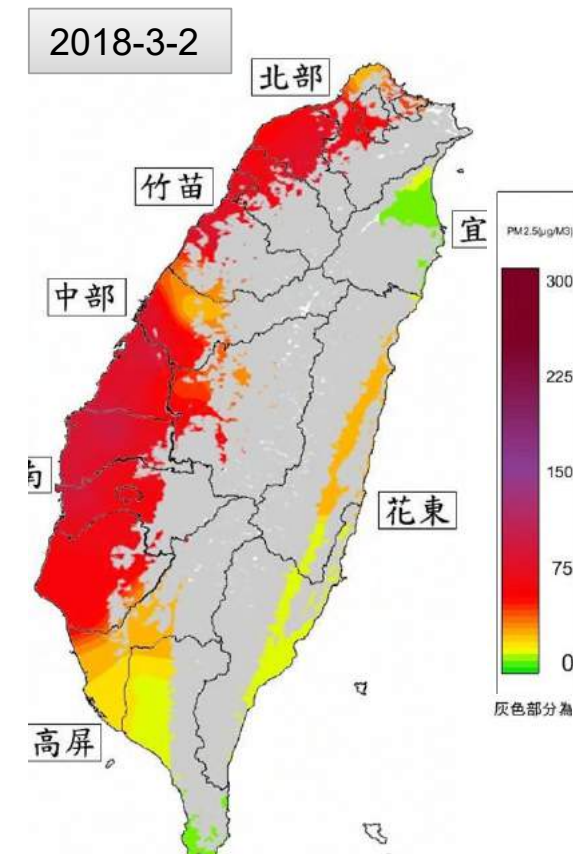 2018-3-2
北部
竹苗
中部
宜
南
花東
高屏
PM2.5(μg/M3)
300
225
150
75
0
灰色部分為